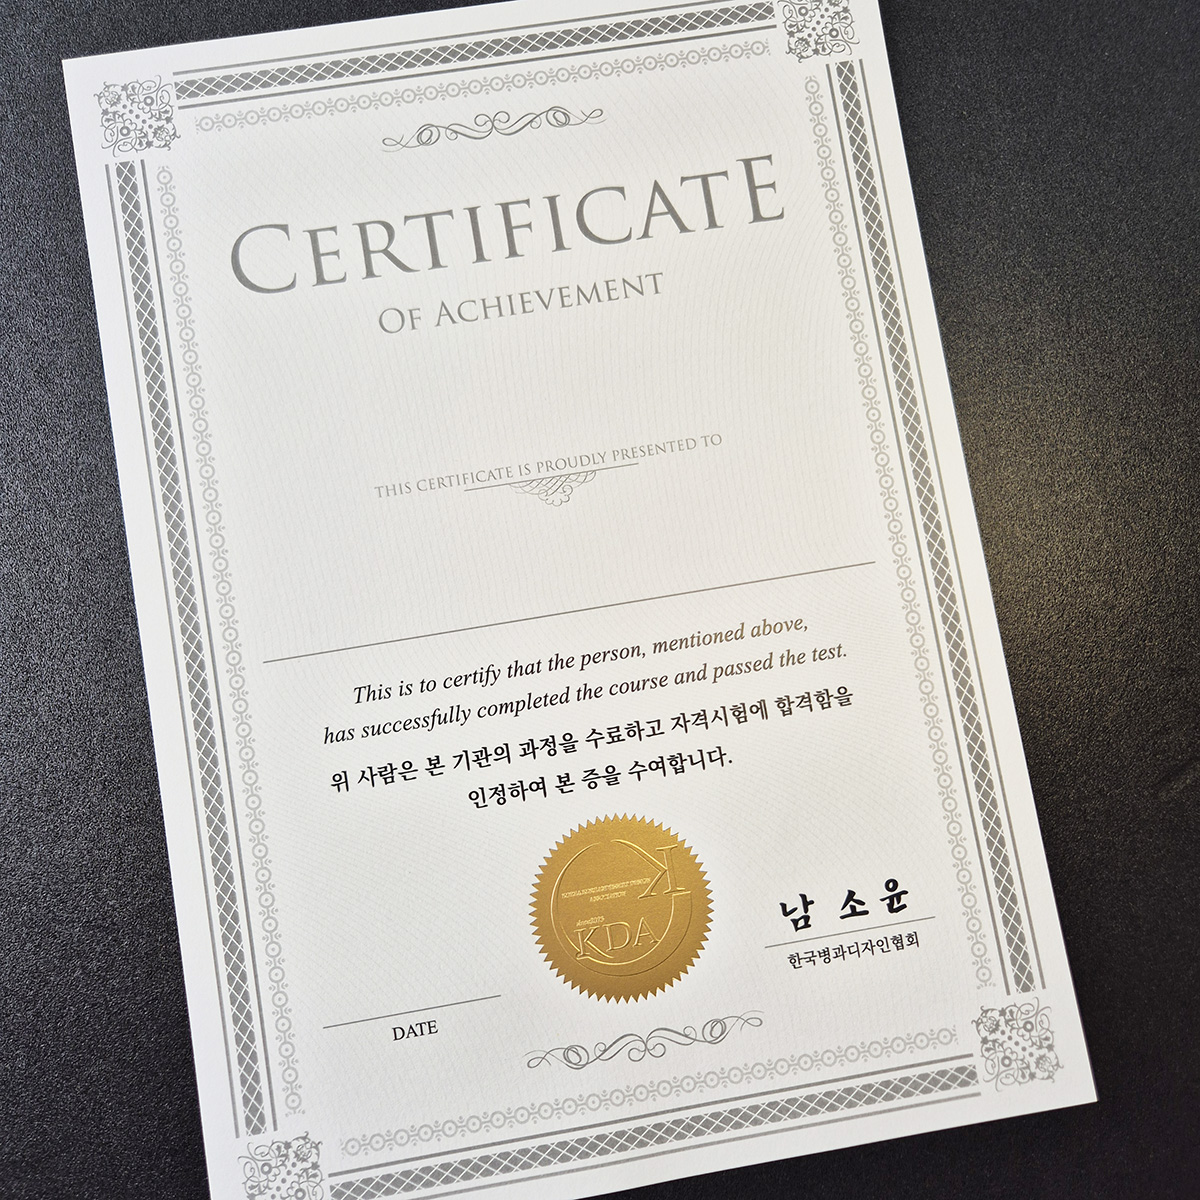 CERTIFICATE
OF ACHIEVEMENT
THIS CERTIFICATE IS PROUDLY PRESENTED TO
This is to certify that the person, mentioned above,
has successfully completed the course and passed the test.
위 사람은 본 기관의 과정을 수료하고 자격시험에 합격함을
인정하여 본 증을 수여합니다.
K
ASSOCIATION
KDA
남 소 윤
한국병과디자인협회
DATE